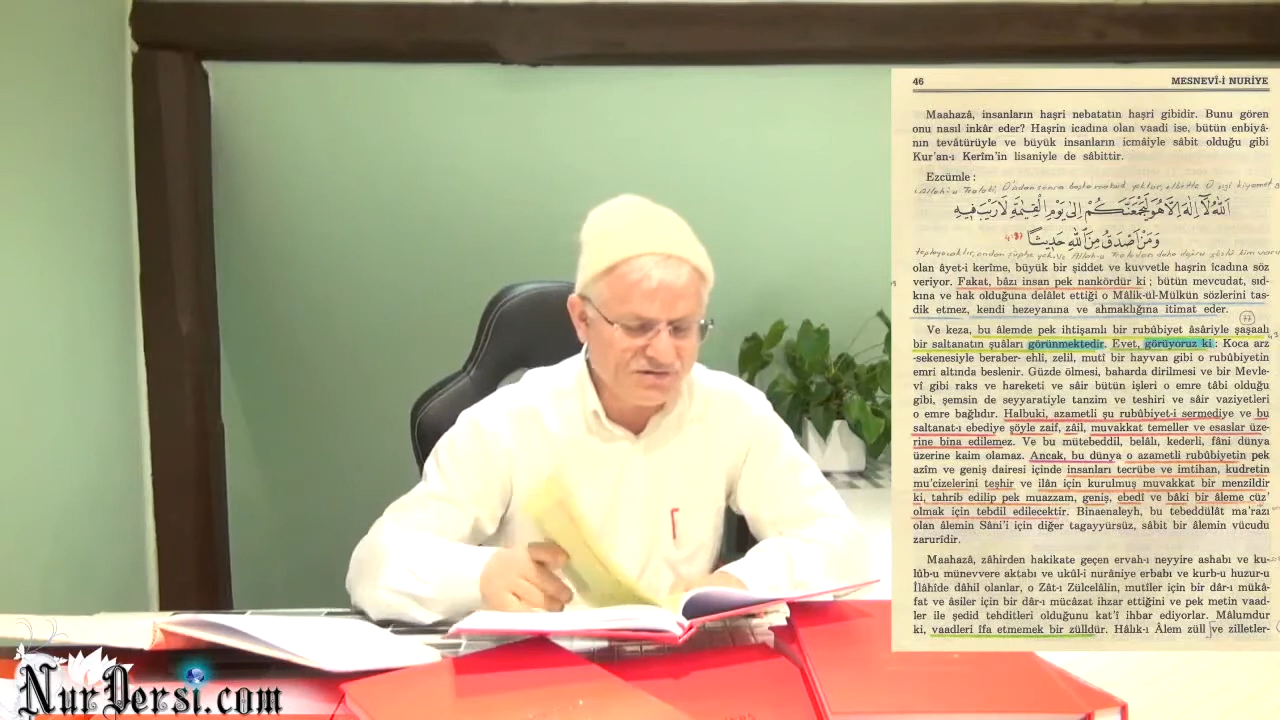 46 MESNEVÎ-İ NURİYE
Maahazâ, insanların haşri nebatatın haşri gibidir. Bunu gören
onu nasıl inkâr eder? Haşrin icadına olan vaadi ise, bütün enbiyâ-
nın tevâtürüyle ve büyük insanların icmâiyle sâbit olduğu gibi
Kur'an-ı Kerîm'in lisaniyle de sâbittir.
Ezcümle :
اَللّٰهُ لَٓا اِلٰهَ اِلَّا هُوَ لَيَجْمَعَنَّكُمْ اِلٰى يَوْمِ الْقِيٰمَةِ لَا رَيْبَ فِيهِ
وَمَنْ اَصْدَقُ مِنَ اللّٰهِ حَدِيثًا
olan âyet-i kerîme, büyük bir şiddet ve kuvvetle haşrin îcadına söz
veriyor. Fakat, bâzı insan pek nankördür ki ; bütün mevcudat, sıd-
kına ve hak olduğuna delâlet ettiği o Mâlik-ül-Mülkün sözlerini tas-
dik etmez, kendi hezeyanına ve ahmaklığına itimat eder.
Ve keza, bu âlemde pek ihtişamlı bir rubûbiyet âsâriyle şaşaalı
bir saltanatın şuâları görünmektedir. Evet, görüyoruz ki : Koca arz
-sekenesiyle beraber- ehlî, zelil, mutî bir hayvan gibi o rubûbiyetin
emri altında beslenir. Güzde ölmesi, baharda dirilmesi ve bir Mevle-
vî gibi raks ve hareketi ve sâir bütün işleri o emre tâbi olduğu
gibi, şemsin de seyyaratiyle tanzim ve teshiri ve sâir vaziyetleri
o emre bağlıdır. Halbuki, azametli şu rubûbiyet-i sermediye ve bu
saltanat-ı ebediye şöyle zaif, zâil, muvakkat temeller ve esaslar üze-
rine bina edilemez. Ve bu mütebeddil, belâlı, kederli, fâni dünya
üzerine kaim olamaz. Ancak, bu dünya o azametli rubûbiyetin pek
azîm ve geniş dairesi içinde insanları tecrübe ve imtihan, kudretin
mu'cizelerini teşhir ve ilân için kurulmuş muvakkat bir menzildir
ki, tahrib edilip pek muazzam, geniş, ebedî ve bâki bir âleme cüz'
olmak için tebdil edilecektir. Binaenaleyh, bu tebeddülât ma'razı
olan âlemin Sâni'i için diğer tagayyürsüz, sâbit bir âlemin vücudu
zarurîdir.
Maahazâ, zâhirden hakikate geçen ervah-ı neyyire ashabı ve ku-
lûb-u münevvere aktabı ve ukûl-i nurâniye erbabı ve kurb-u huzur-u
İlâhîde dâhil olanlar, o Zât-ı Zülcelâlin, mutîler için bir dâr-ı mükâ-
fat ve âsiler için bir dâr-ı mücâzat ihzar ettiğini ve pek metin vaad-
ler ile şedid tehditleri olduğunu kat'î ihbar ediyorlar. Mâlumdur
ki, vaadleri îfa etmemek bir zülldür. Hâlık-ı Âlem züll ve zilletler-
NurDersi.com